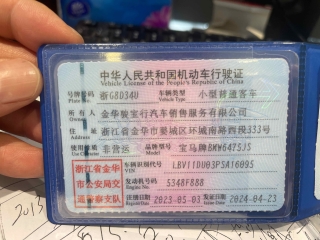 中华人民共和国机动车行驶证
Vehicle License of the People's Republic of China
号牌号码 浙G8D34U 车辆类型 小型普通客车
Plate No. Vehicle Type
所有人 金华骏宝行汽车销售服务有限公司
Owner
住址 浙江省金华市婺城区环城南路西段333号
Address
使用性质 非营运 品牌型号 宝马牌BMW6475JS
Use Character Model
浙江省金华市公安局交通警察支队
车辆识别代号 LBV11DU03PSA16095
VIN
发动机号码 5348F888
Engine No.
注册日期 2023-05-03 发证日期 2024-04-23
Register Date Issue Date
2013